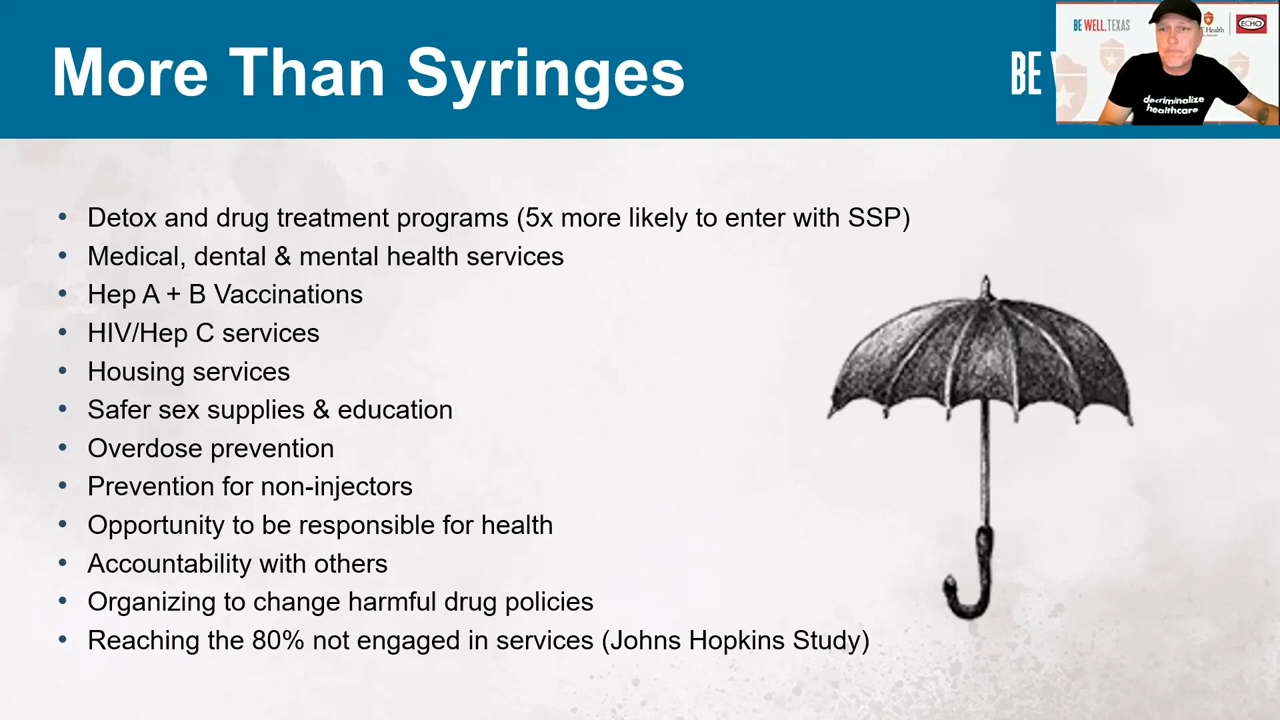 More Than Syringes
BE
BE WELL.TEXAS
Health
ECHO
decriminalize
healthcare
• Detox and drug treatment programs (5x more likely to enter with SSP)
• Medical, dental & mental health services
• Hep A + B Vaccinations
• HIV/Hep C services
• Housing services
• Safer sex supplies & education
• Overdose prevention
• Prevention for non-injectors
• Opportunity to be responsible for health
• Accountability with others
• Organizing to change harmful drug policies
• Reaching the 80% not engaged in services (Johns Hopkins Study)